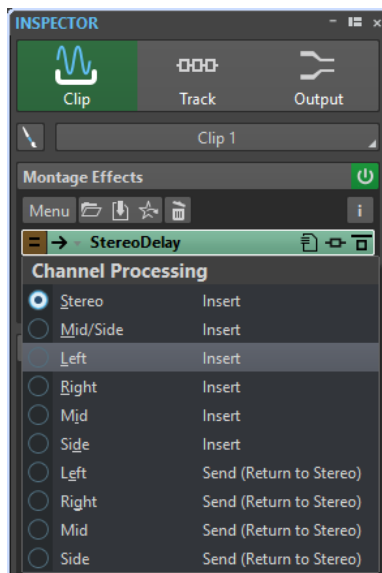 INSPECTOR
Clip Track Output
Clip 1
Montage Effects
Menu i
StereoDelay
Channel Processing
Stereo Insert
Mid/Side Insert
Left Insert
Right Insert
Mid Insert
Side Insert
Left Send (Return to Stereo)
Right Send (Return to Stereo)
Mid Send (Return to Stereo)
Side Send (Return to Stereo)